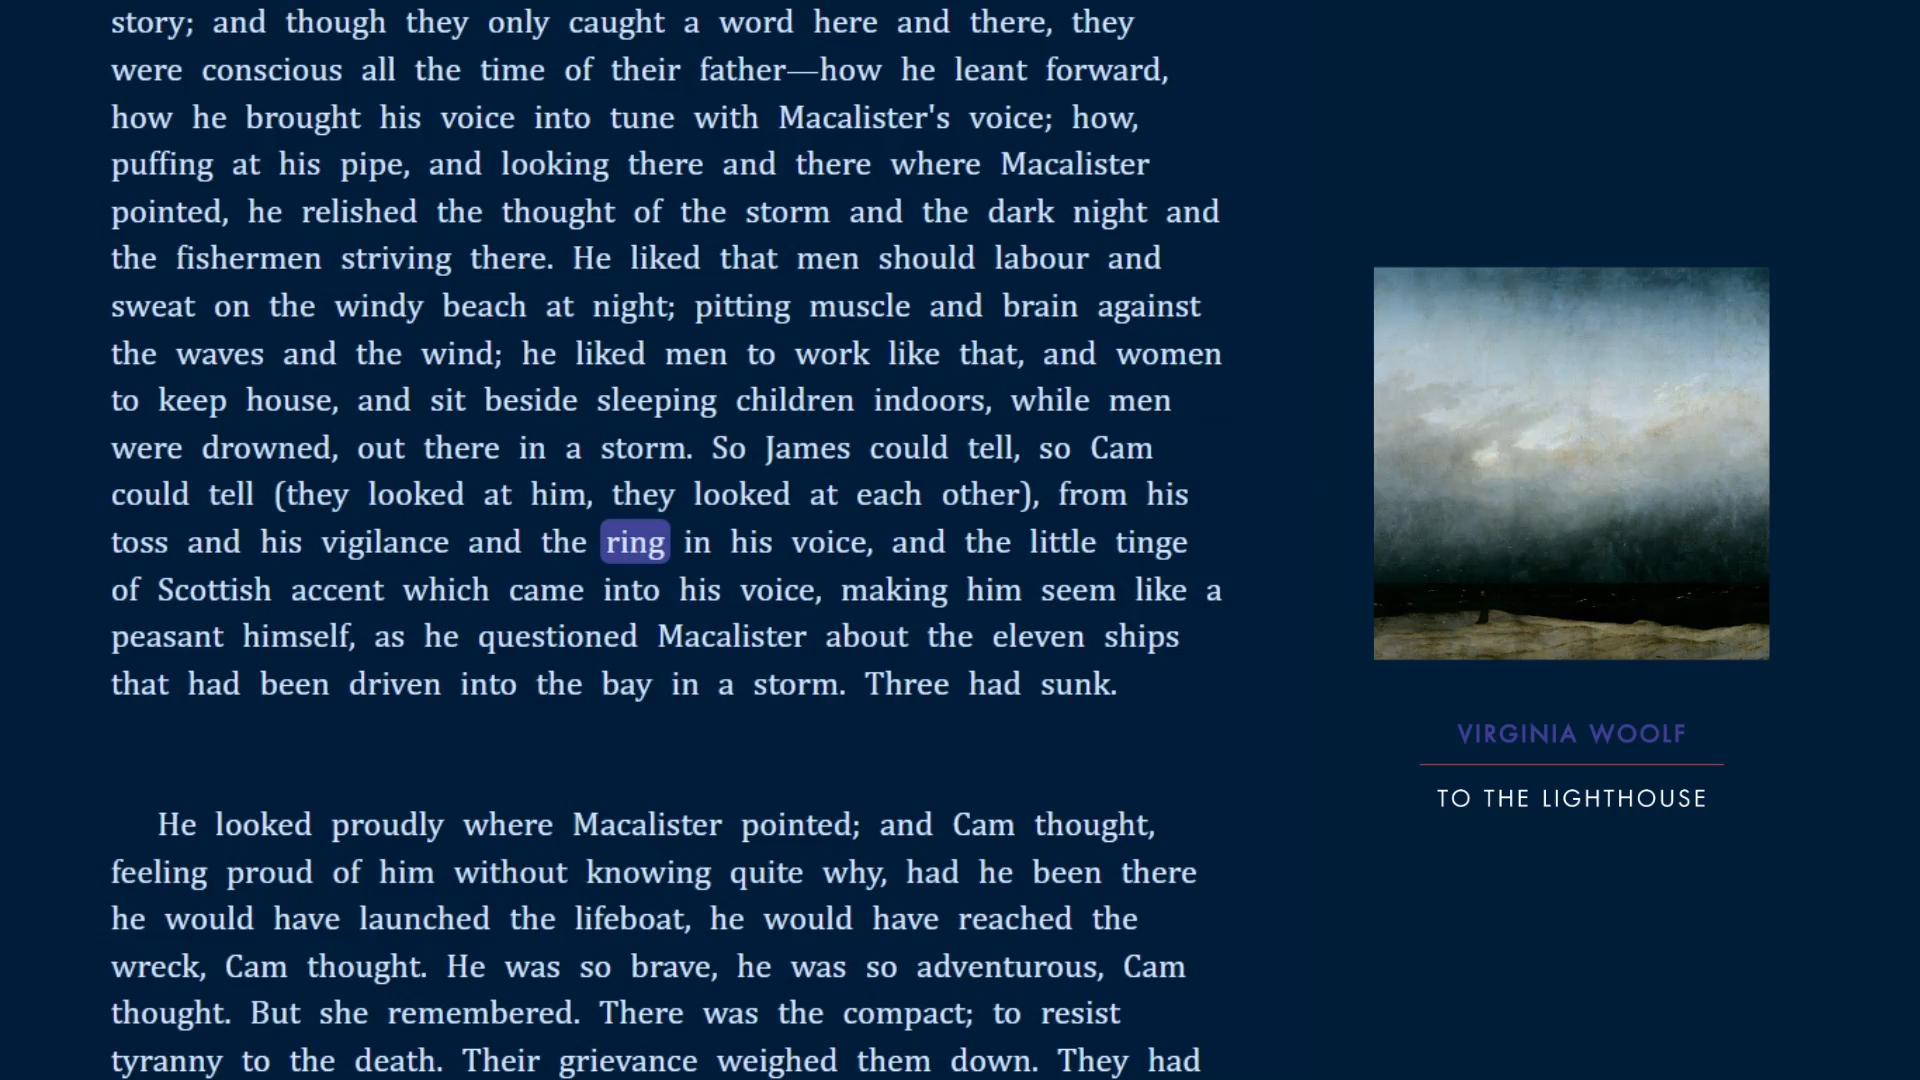 story; and though they only caught a word here and there, they
were conscious all the time of their father—how he leant forward,
how he brought his voice into tune with Macalister's voice; how,
puffing at his pipe, and looking there and there where Macalister
pointed, he relished the thought of the storm and the dark night and
the fishermen striving there. He liked that men should labour and
sweat on the windy beach at night; pitting muscle and brain against
the waves and the wind; he liked men to work like that, and women
to keep house, and sit beside sleeping children indoors, while men
were drowned, out there in a storm. So James could tell, so Cam
could tell (they looked at him, they looked at each other), from his
toss and his vigilance and the ring in his voice, and the little tinge
of Scottish accent which came into his voice, making him seem like a
peasant himself, as he questioned Macalister about the eleven ships
that had been driven into the bay in a storm. Three had sunk.
He looked proudly where Macalister pointed; and Cam thought,
feeling proud of him without knowing quite why, had he been there
he would have launched the lifeboat, he would have reached the
wreck, Cam thought. He was so brave, he was so adventurous, Cam
thought. But she remembered. There was the compact; to resist
tyranny to the death. Their grievance weighed them down. They had
VIRGINIA WOOLF
TO THE LIGHTHOUSE